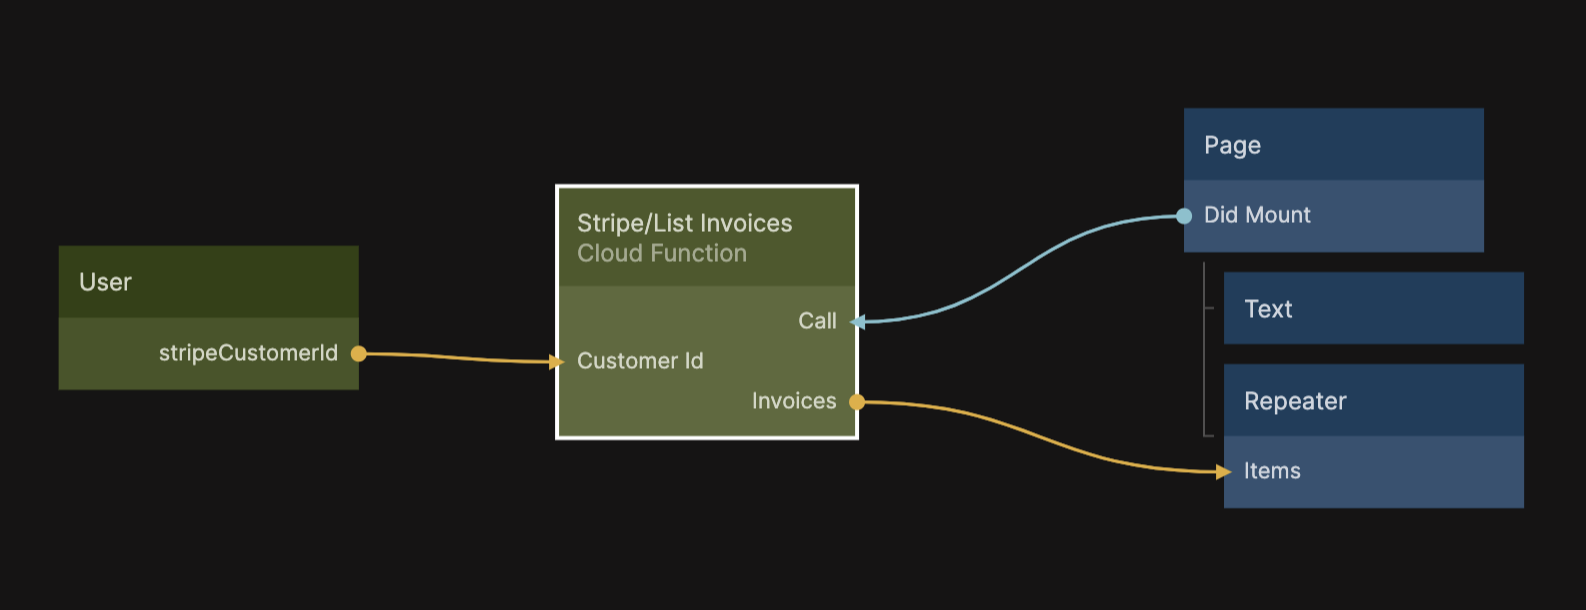 User
stripeCustomerId
Stripe/List Invoices
Cloud Function
Call
Customer Id
Invoices
Page
Did Mount
Text
Repeater
Items